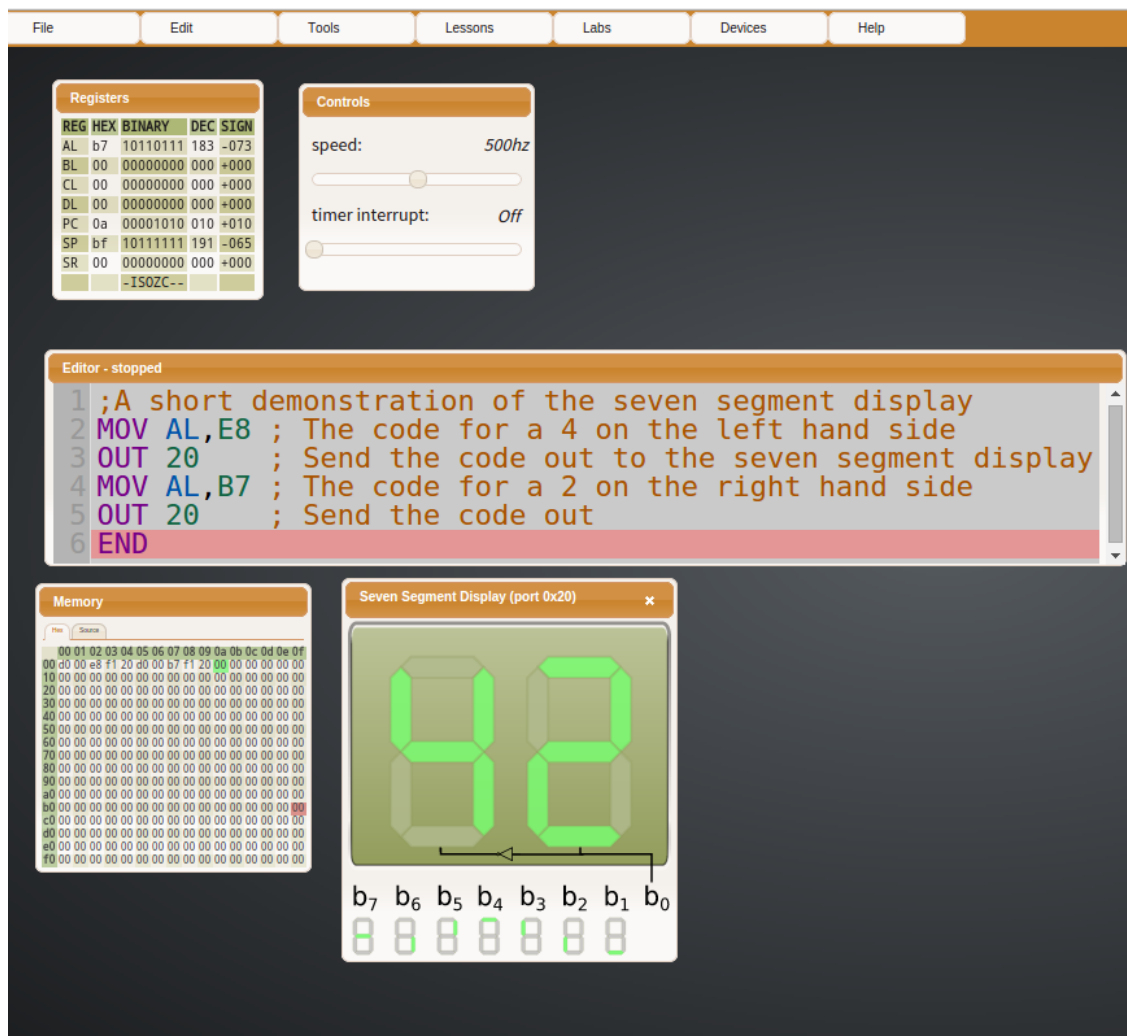 File Edit Tools Lessons Labs Devices Help
Registers
REG HEX BINARY DEC SIGN
AL b7 10110111 183 -073
BL 00 00000000 000 +000
CL 00 00000000 000 +000
DL 00 00000000 000 +000
PC 0a 00001010 010 +010
SP bf 10111111 191 -065
SR 00 00000000 000 +000
-ISOZC--
Controls
speed: 500hz
timer interrupt: Off
Editor - stopped
1 ;A short demonstration of the seven segment display
2 MOV AL,E8 ; The code for a 4 on the left hand side
3 OUT 20 ; Send the code out to the seven segment display
4 MOV AL,B7 ; The code for a 2 on the right hand side
5 OUT 20 ; Send the code out
6 END
Memory
Hex Source
00 01 02 03 04 05 06 07 08 09 0a 0b 0c 0d 0e 0f
00 d0 00 e8 f1 20 d0 00 b7 f1 20 00 00 00 00 00 00
10 00 00 00 00 00 00 00 00 00 00 00 00 00 00 00 00
20 00 00 00 00 00 00 00 00 00 00 00 00 00 00 00 00
30 00 00 00 00 00 00 00 00 00 00 00 00 00 00 00 00
40 00 00 00 00 00 00 00 00 00 00 00 00 00 00 00 00
50 00 00 00 00 00 00 00 00 00 00 00 00 00 00 00 00
60 00 00 00 00 00 00 00 00 00 00 00 00 00 00 00 00
70 00 00 00 00 00 00 00 00 00 00 00 00 00 00 00 00
80 00 00 00 00 00 00 00 00 00 00 00 00 00 00 00 00
90 00 00 00 00 00 00 00 00 00 00 00 00 00 00 00 00
a0 00 00 00 00 00 00 00 00 00 00 00 00 00 00 00 00
b0 00 00 00 00 00 00 00 00 00 00 00 00 00 00 00 00
c0 00 00 00 00 00 00 00 00 00 00 00 00 00 00 00 00
d0 00 00 00 00 00 00 00 00 00 00 00 00 00 00 00 00
e0 00 00 00 00 00 00 00 00 00 00 00 00 00 00 00 00
f0 00 00 00 00 00 00 00 00 00 00 00 00 00 00 00 00
Seven Segment Display (port 0x20) ×
42
b7 b6 b5 b4 b3 b2 b1 b0